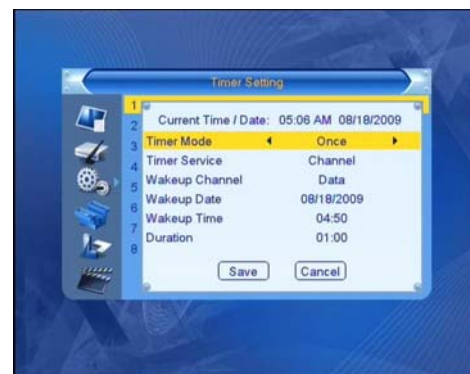 Timer Setting
1
2
3
4
5
6
7
8
Current Time / Date: 05:06 AM 08/18/2009
Timer Mode Once
Timer Service Channel
Wakeup Channel Data
Wakeup Date 08/18/2009
Wakeup Time 04:50
Duration 01:00
Save Cancel